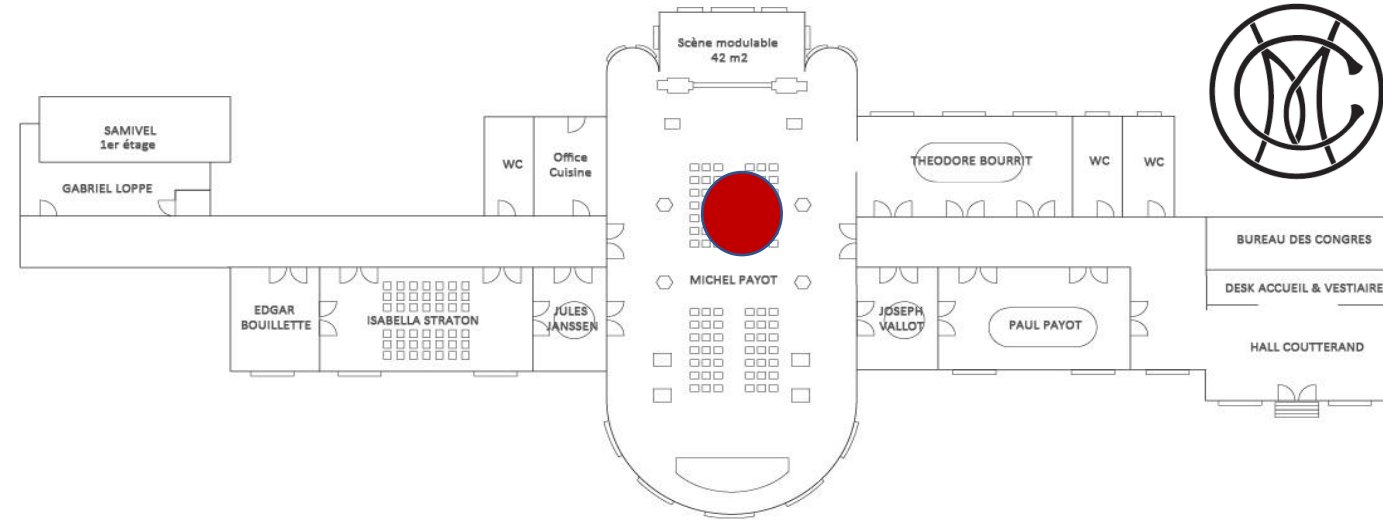 Scène modulable
42 m2
SAMIVEL
1er étage
GABRIEL LOPPE
WC
Office
Cuisine
THEODORE BOURRIT
WC
WC
BUREAU DES CONGRES
DESK ACCUEIL & VESTIAIRE
HALL COUTTERAND
MICHEL PAYOT
EDGAR
BOUILLETTE
ISABELLA STRATON
JULES
JANSSEN
JOSEPH
VALLOT
PAUL PAYOT